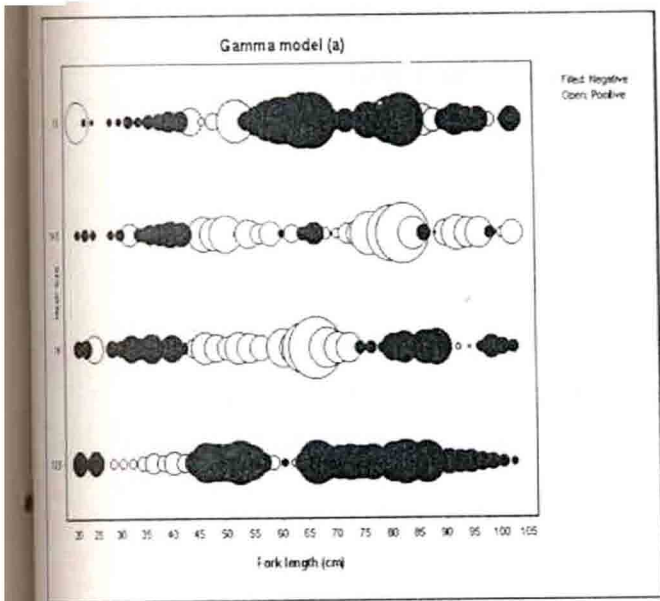 Gamma model (a)
Filled: Negative
Open: Positive
20 25 30 35 40 45 50 55 60 65 70 75 80 85 90 95 100 105
Fork length (cm)